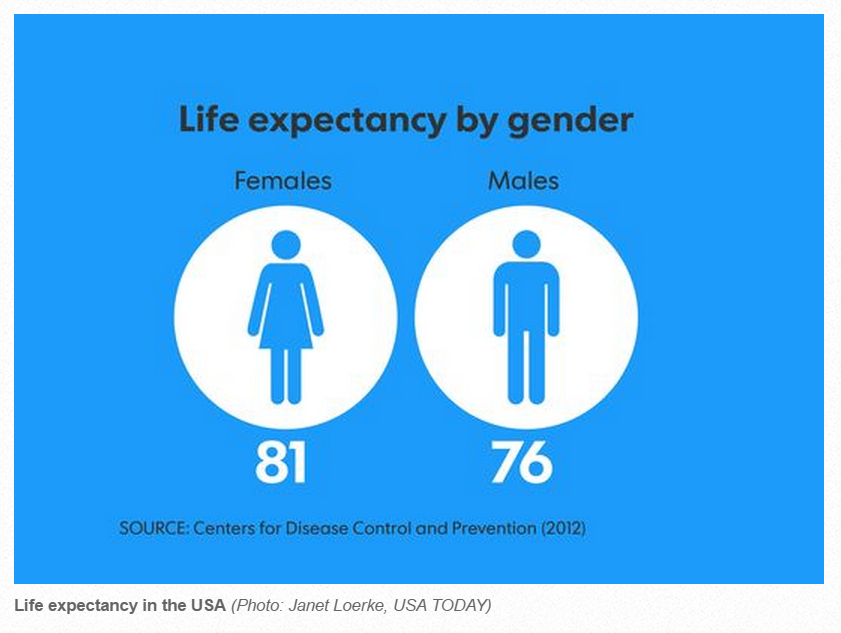 Life expectancy by gender
Females Males
81 76
SOURCE: Centers for Disease Control and Prevention (2012)
Life expectancy in the USA (Photo: Janet Loerke, USA TODAY)